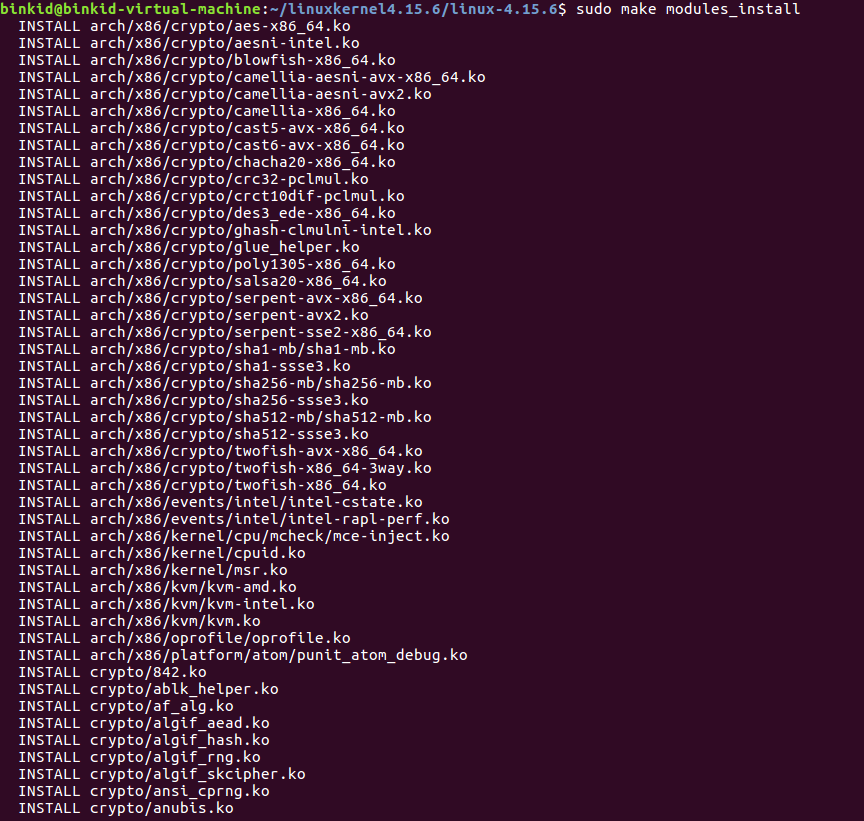 binkid@binkid-virtual-machine:~/linuxkernel4.15.6/linux-4.15.6$ sudo make modules_install
INSTALL arch/x86/crypto/aes-x86_64.ko
INSTALL arch/x86/crypto/aesni-intel.ko
INSTALL arch/x86/crypto/blowfish-x86_64.ko
INSTALL arch/x86/crypto/camellia-aesni-avx-x86_64.ko
INSTALL arch/x86/crypto/camellia-aesni-avx2.ko
INSTALL arch/x86/crypto/camellia-x86_64.ko
INSTALL arch/x86/crypto/cast5-avx-x86_64.ko
INSTALL arch/x86/crypto/cast6-avx-x86_64.ko
INSTALL arch/x86/crypto/chacha20-x86_64.ko
INSTALL arch/x86/crypto/crc32-pclmul.ko
INSTALL arch/x86/crypto/crct10dif-pclmul.ko
INSTALL arch/x86/crypto/des3_ede-x86_64.ko
INSTALL arch/x86/crypto/ghash-clmulni-intel.ko
INSTALL arch/x86/crypto/glue_helper.ko
INSTALL arch/x86/crypto/poly1305-x86_64.ko
INSTALL arch/x86/crypto/salsa20-x86_64.ko
INSTALL arch/x86/crypto/serpent-avx-x86_64.ko
INSTALL arch/x86/crypto/serpent-avx2.ko
INSTALL arch/x86/crypto/serpent-sse2-x86_64.ko
INSTALL arch/x86/crypto/sha1-mb/sha1-mb.ko
INSTALL arch/x86/crypto/sha1-ssse3.ko
INSTALL arch/x86/crypto/sha256-mb/sha256-mb.ko
INSTALL arch/x86/crypto/sha256-ssse3.ko
INSTALL arch/x86/crypto/sha512-mb/sha512-mb.ko
INSTALL arch/x86/crypto/sha512-ssse3.ko
INSTALL arch/x86/crypto/twofish-avx-x86_64.ko
INSTALL arch/x86/crypto/twofish-x86_64-3way.ko
INSTALL arch/x86/crypto/twofish-x86_64.ko
INSTALL arch/x86/events/intel/intel-cstate.ko
INSTALL arch/x86/events/intel/intel-rapl-perf.ko
INSTALL arch/x86/kernel/cpu/mcheck/mce-inject.ko
INSTALL arch/x86/kernel/cpuid.ko
INSTALL arch/x86/kernel/msr.ko
INSTALL arch/x86/kvm/kvm-amd.ko
INSTALL arch/x86/kvm/kvm-intel.ko
INSTALL arch/x86/kvm/kvm.ko
INSTALL arch/x86/oprofile/oprofile.ko
INSTALL arch/x86/platform/atom/punit_atom_debug.ko
INSTALL crypto/842.ko
INSTALL crypto/ablk_helper.ko
INSTALL crypto/af_alg.ko
INSTALL crypto/algif_aead.ko
INSTALL crypto/algif_hash.ko
INSTALL crypto/algif_rng.ko
INSTALL crypto/algif_skcipher.ko
INSTALL crypto/ansi_cprng.ko
INSTALL crypto/anubis.ko